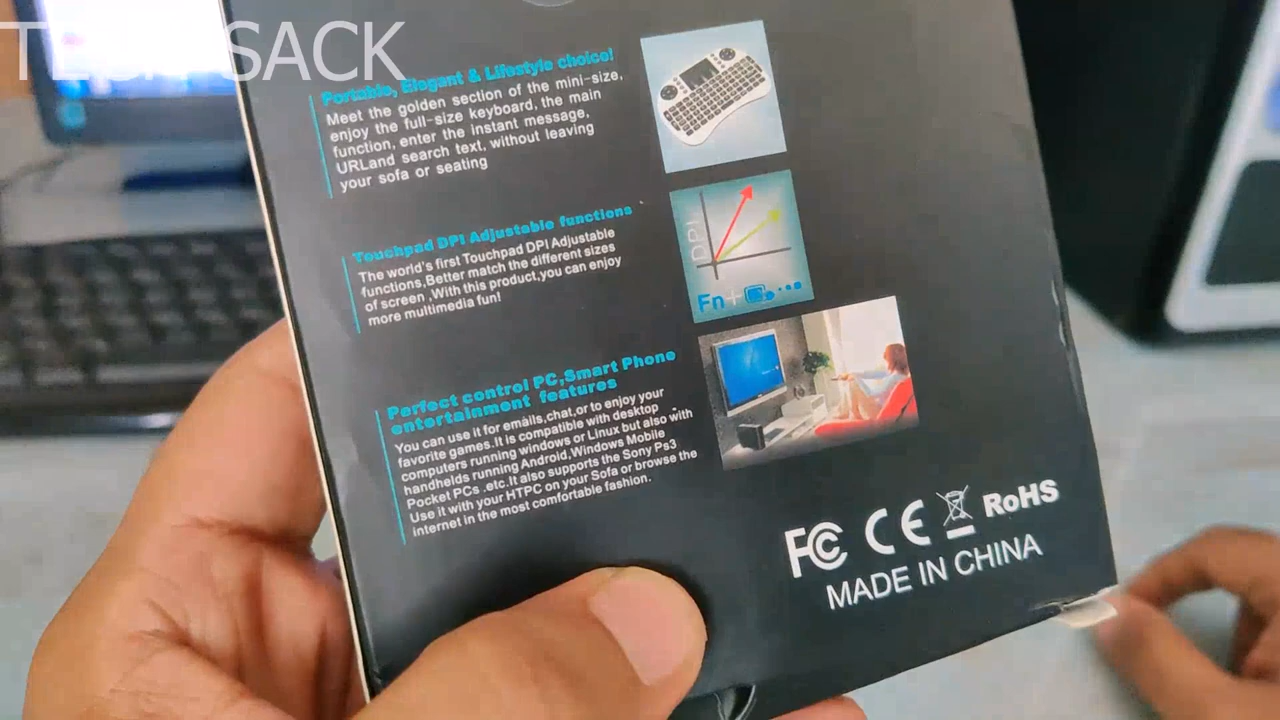 TECH SACK
Portable, Elegant & Lifestyle choice!
Meet the golden section of the mini-size,
enjoy the full-size keyboard, the main
function, enter the instant message,
URLand search text, without leaving
your sofa or seating
Touchpad DPI Adjustable functions
The world's first Touchpad DPI Adjustable
functions,Better match the different sizes
of screen ,With this product,you can enjoy
more multimedia fun!
DPI
Fn+
Perfect control PC,Smart Phone
entertainment features
You can use it for emails,chat,or to enjoy your
favorite games.It is compatible with desktop
computers running windows or Linux but also with
handhelds running Android,Windows Mobile
Pocket PCs .etc.It also supports the Sony Ps3
Use it with your HTPC on your Sofa or browse the
internet in the most comfortable fashion.
FC CE RoHS
MADE IN CHINA